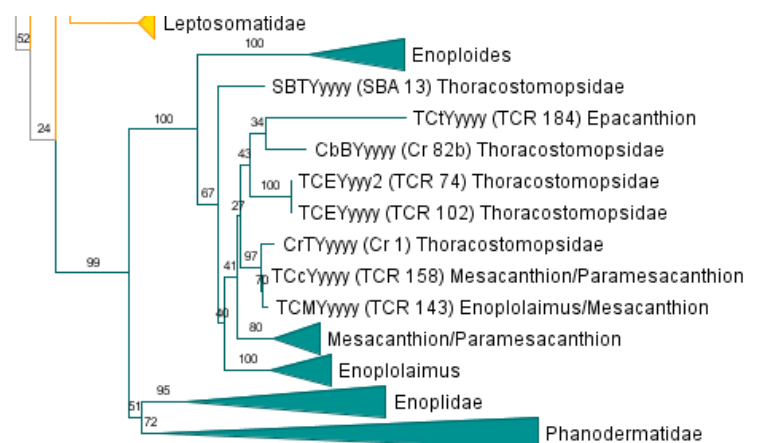 Leptosomatidae
52
100
Enoploides
SBTYyyyy (SBA 13) Thoracostomopsidae
34
TCtYyyyy (TCR 184) Epacanthion
24
100
CbBYyyyy (Cr 82b) Thoracostomopsidae
43
TCEYyyy2 (TCR 74) Thoracostomopsidae
100
67
27
TCEYyyyy (TCR 102) Thoracostomopsidae
CrTYyyyy (Cr 1) Thoracostomopsidae
97
99
41
70
TCcYyyyy (TCR 158) Mesacanthion/Paramesacanthion
TCMYyyyy (TCR 143) Enoplolaimus/Mesacanthion
40
80
Mesacanthion/Paramesacanthion
100
Enoplolaimus
95
Enoplidae
51
72
Phanodermatidae